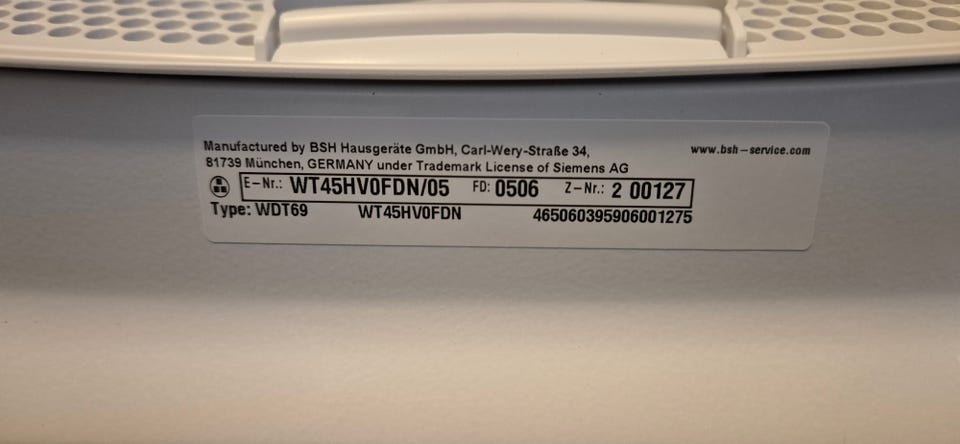 Manufactured by BSH Hausgeräte GmbH, Carl-Wery-Straße 34,
www.bsh-service.com
81739 München, GERMANY under Trademark License of Siemens AG
E-Nr.: WT45HV0FDN/05 FD: 0506 Z-Nr.: 2 00127
Type: WDT69 WT45HV0FDN 465060395906001275